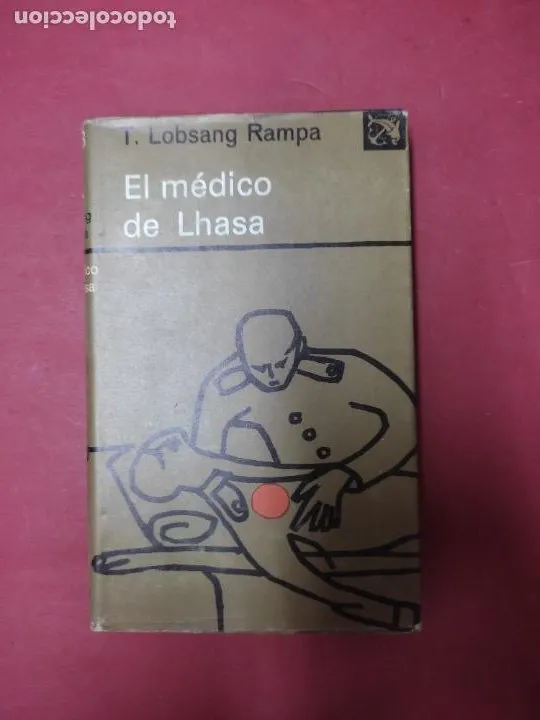 todocoleccion
T. Lobsang Rampa
El médico
de Lhasa